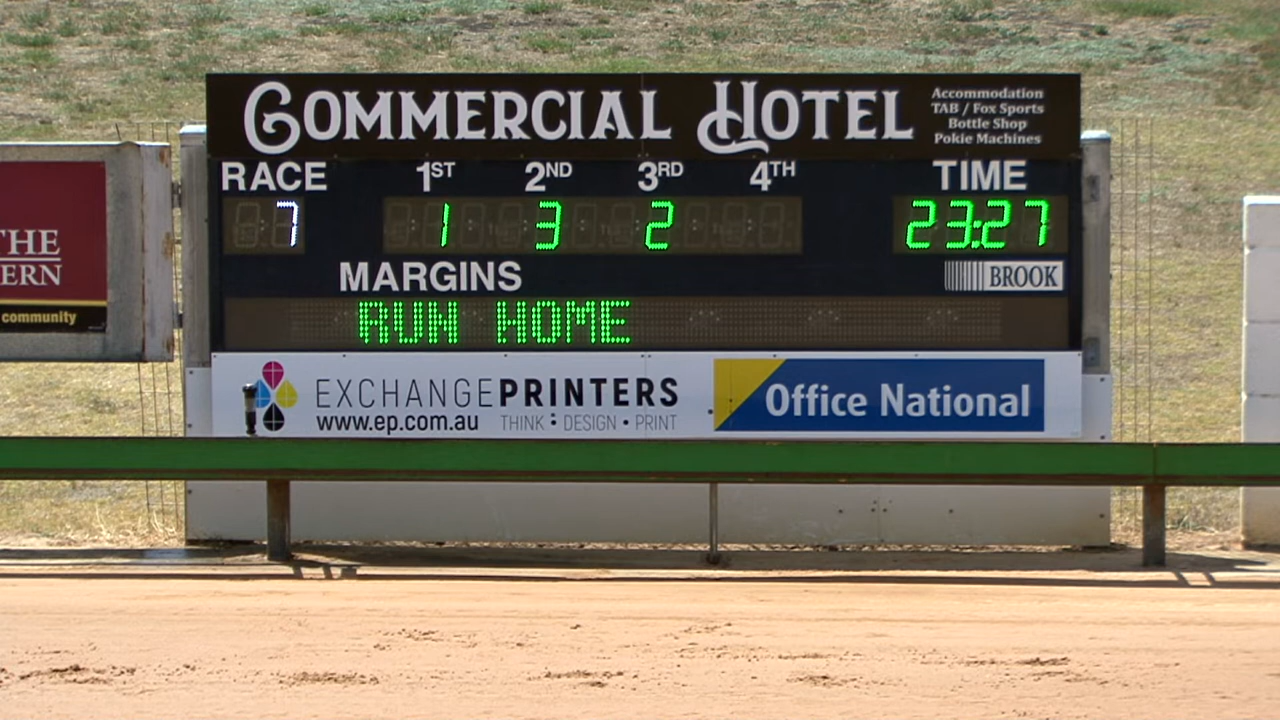 COMMERCIAL HOTEL
Accommodation
TAB / Fox Sports
Bottle Shop
Pokie Machines
RACE 1ST 2ND 3RD 4TH TIME
7 1 3 2 23:27
MARGINS
BROOK
RUN HOME
THE
ERN
community
EXCHANGEPRINTERS
www.ep.com.au THINK : DESIGN • PRINT
Office National